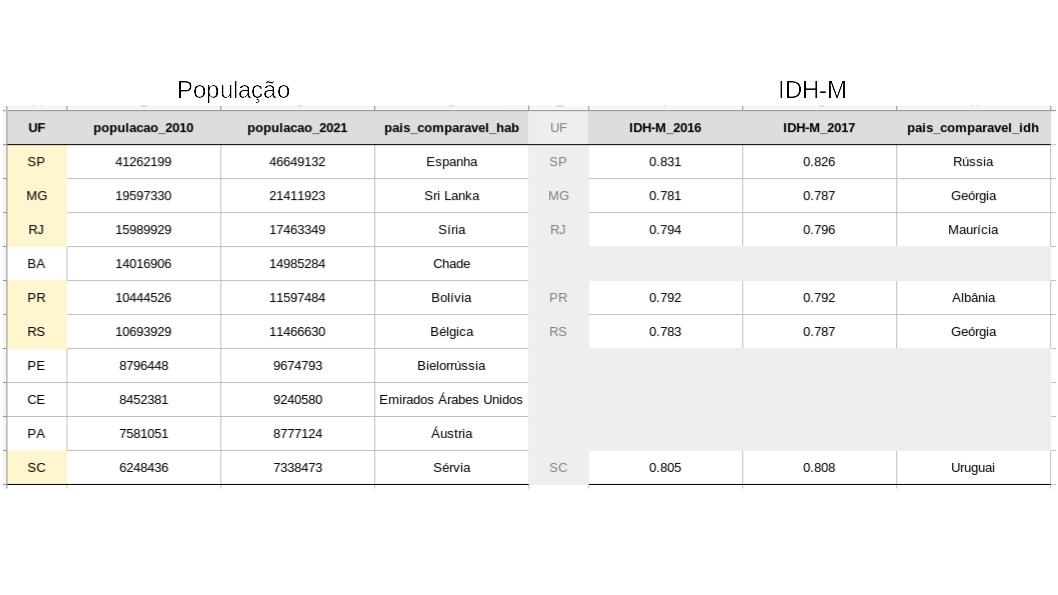 População IDH-M
UF populacao_2010 populacao_2021 pais_comparavel_hab UF IDH-M_2016 IDH-M_2017 pais_comparavel_idh
SP 41262199 46649132 Espanha SP 0.831 0.826 Rússia
MG 19597330 21411923 Sri Lanka MG 0.781 0.787 Geórgia
RJ 15989929 17463349 Síria RJ 0.794 0.796 Maurícia
BA 14016906 14985284 Chade
PR 10444526 11597484 Bolívia PR 0.792 0.792 Albânia
RS 10693929 11466630 Bélgica RS 0.783 0.787 Geórgia
PE 8796448 9674793 Bielorrússia
CE 8452381 9240580 Emirados Árabes Unidos
PA 7581051 8777124 Áustria
SC 6248436 7338473 Sérvia SC 0.805 0.808 Uruguai